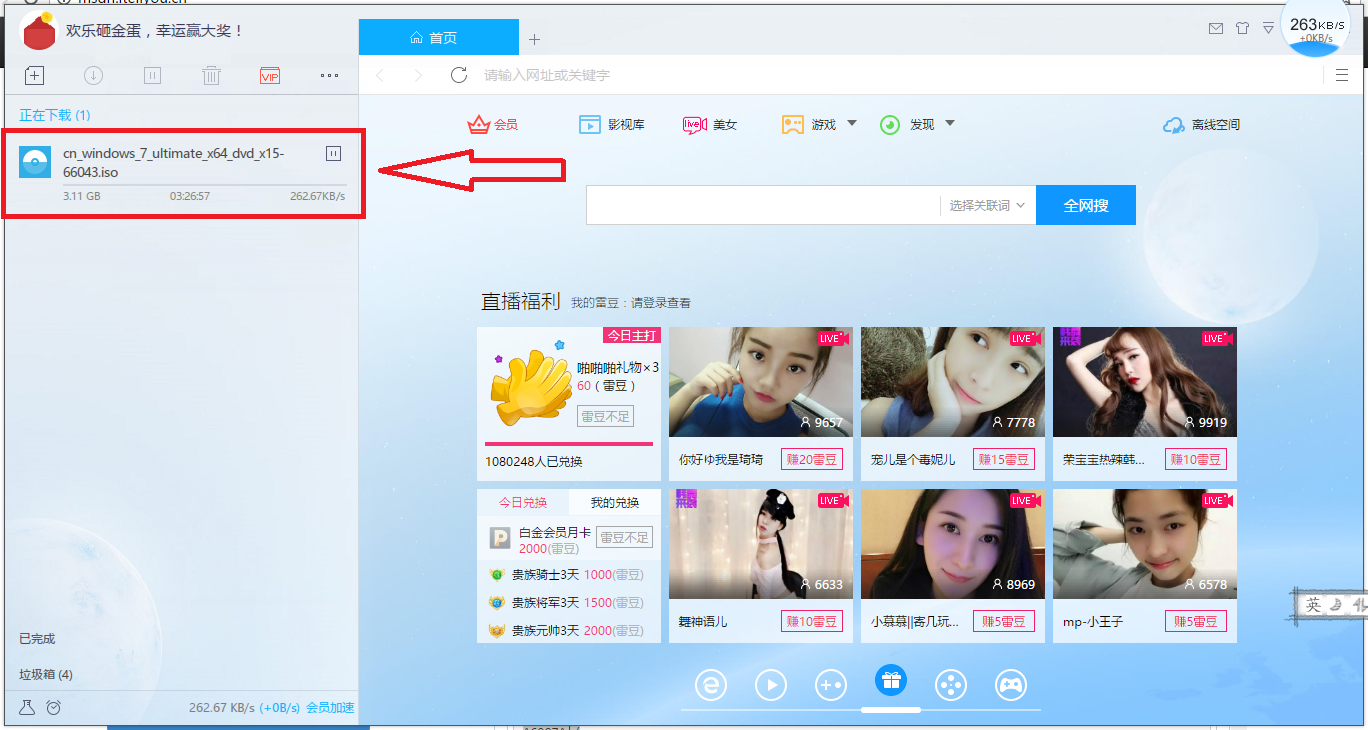 msdn.itellyou.cn
欢乐砸金蛋，幸运赢大奖！
首页
263KB/S
+0KB/s
VIP
请输入网址或关键字
正在下载 (1)
cn_windows_7_ultimate_x64_dvd_x15-
66043.iso
3.11 GB 03:26:57 262.67KB/s
会员 影视库 live 美女 游戏 发现 离线空间
选择关联词 全网搜
直播福利 我的雷豆：请登录查看
今日主打
啪啪啪礼物×3
60（雷豆）
雷豆不足
1080248人已兑换
LIVE
9657
你好ゆ我是琦琦 赚20雷豆
LIVE
7778
宠儿是个毒妮儿 赚15雷豆
LIVE
9919
荣宝宝热辣韩... 赚10雷豆
今日兑换 我的兑换
白金会员月卡
2000(雷豆)
雷豆不足
贵族骑士3天 1000(雷豆)
贵族将军3天 1500(雷豆)
贵族元帅3天 2000(雷豆)
LIVE
6633
舞神语儿 赚10雷豆
LIVE
8969
小慕慕||寄几玩... 赚5雷豆
LIVE
6578
mp-小王子 赚5雷豆
英
已完成
垃圾箱 (4)
262.67 KB/s (+0B/s) 会员加速